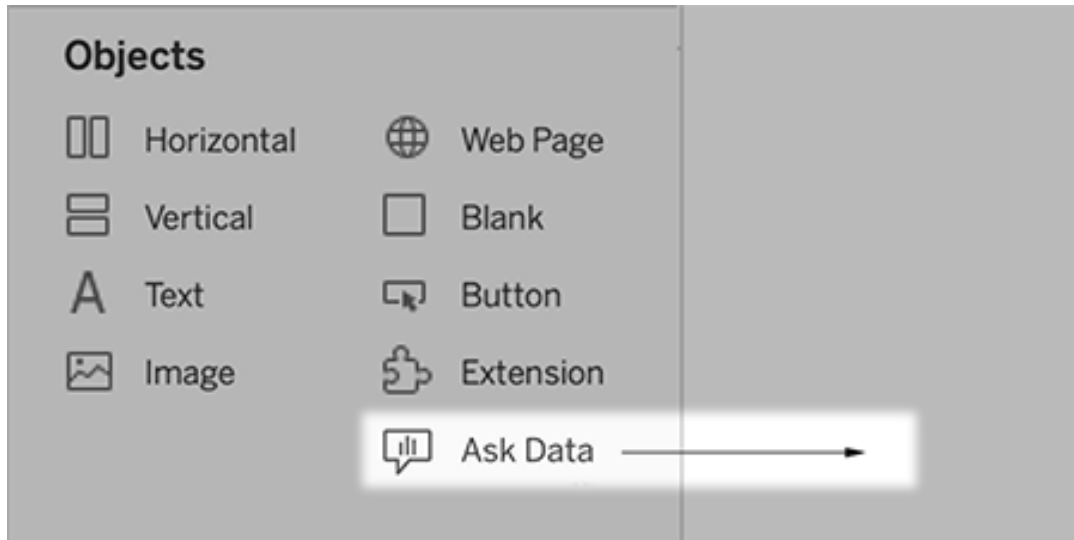 Objects
Horizontal
Web Page
Vertical
Blank
Text
Button
Image
Extension
Ask Data